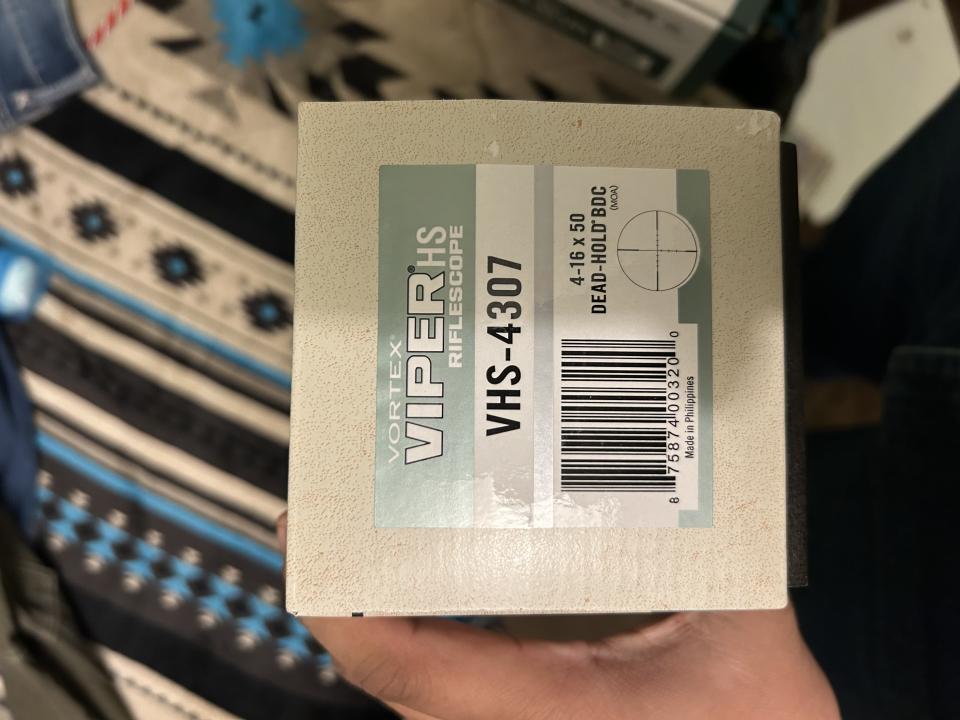 VORTEX®
VIPER® HS
RIFLESCOPE
VHS-4307
4-16 x 50
DEAD-HOLD® BDC
(MOA)
8 75874 00320 0
Made in Philippines